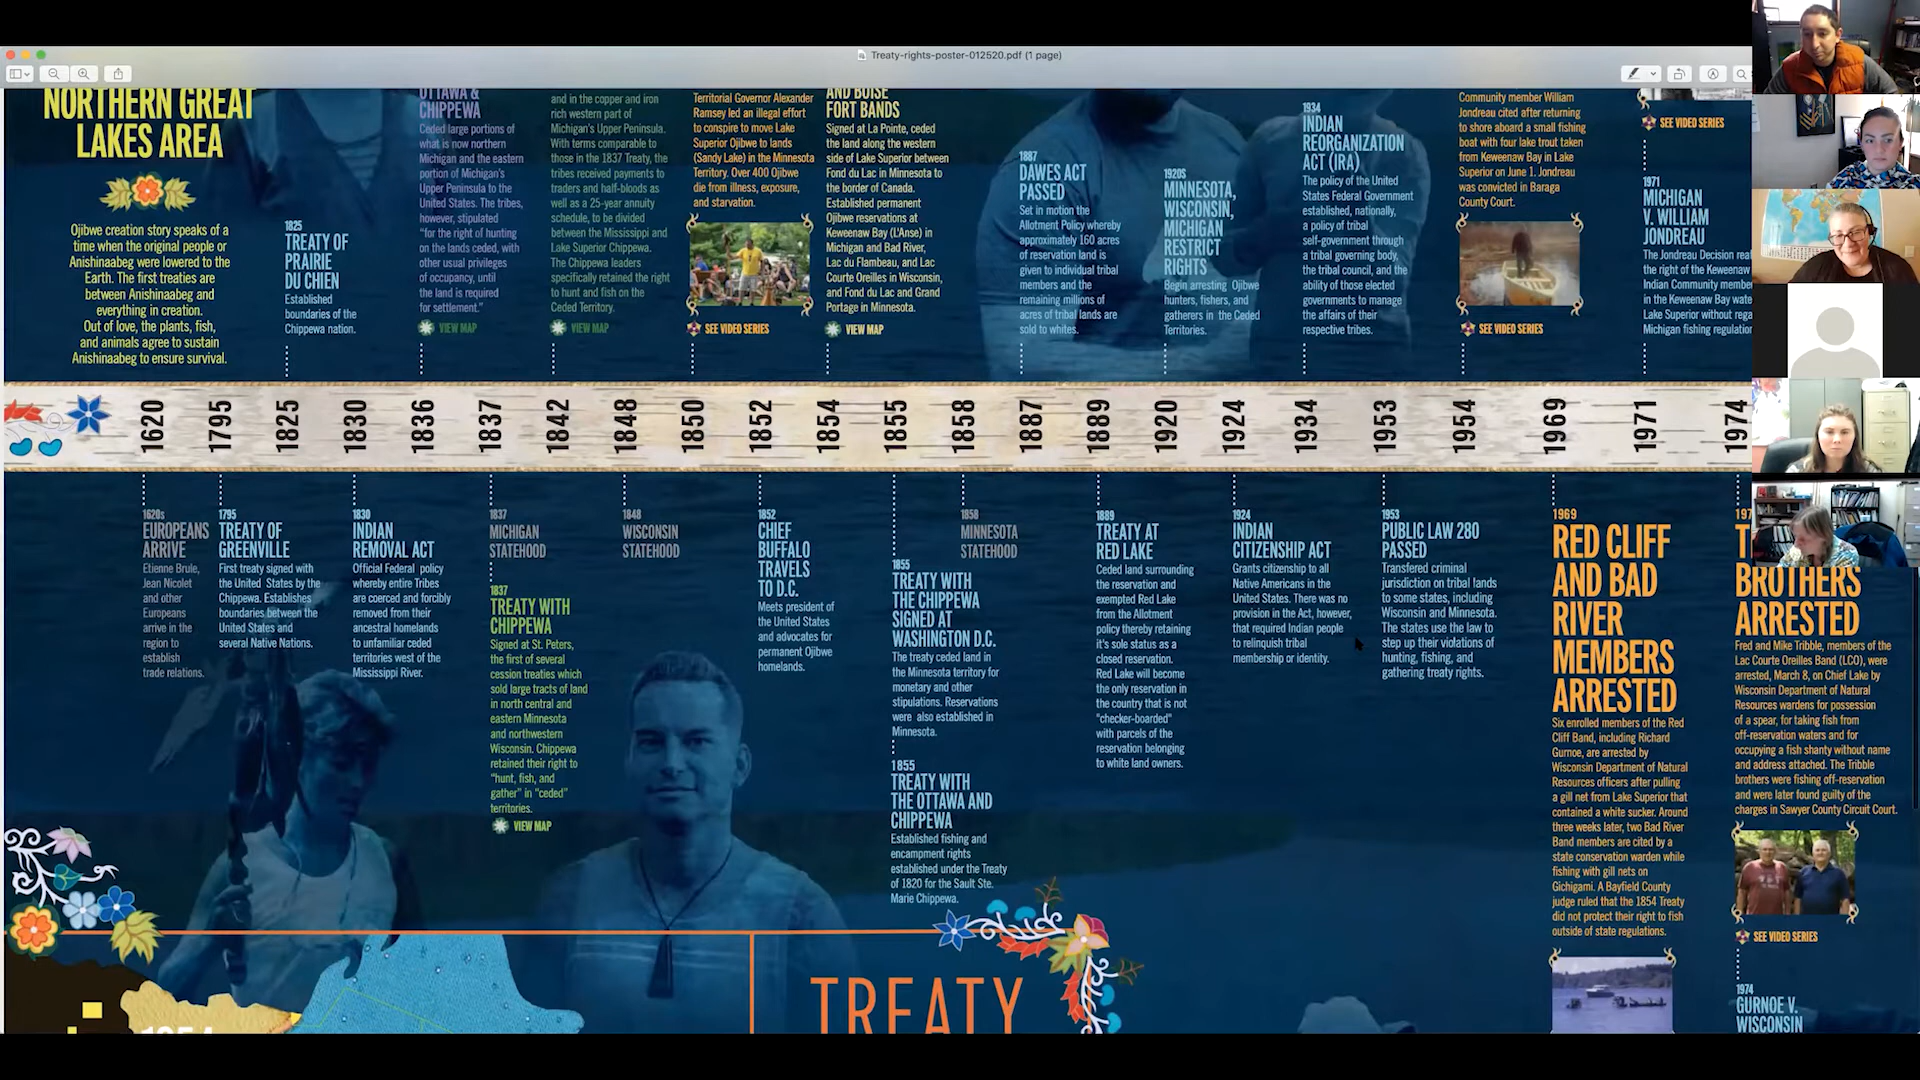 Treaty-rights-poster-012520.pdf (1 page)
NORTHERN GREAT
LAKES AREA
Ojibwe creation story speaks of a
time when the original people or
Anishinaabeg were lowered to the
Earth. The first treaties are
between Anishinaabeg and
everything in creation.
Out of love, the plants, fish,
and animals agree to sustain
Anishinaabeg to ensure survival.
1825
TREATY OF
PRAIRIE
DU CHIEN
Established
boundaries of the
Chippewa nation.
OTTAWA &
CHIPPEWA
Ceded large portions of
what is now northern
Michigan and the eastern
portion of Michigan's
Upper Peninsula to the
United States. The tribes,
however, stipulated
"for the right of hunting
on the lands ceded, with
other usual privileges
of occupancy, until
the land is required
for settlement."
VIEW MAP
and in the copper and iron
rich western part of
Michigan's Upper Peninsula.
With terms comparable to
those in the 1837 Treaty, the
tribes received payments to
traders and half-bloods as
well as a 25-year annuity
schedule, to be divided
between the Mississippi and
Lake Superior Chippewa.
The Chippewa leaders
specifically retained the right
to hunt and fish on the
Ceded Territory.
VIEW MAP
Territorial Governor Alexander
Ramsey led an illegal effort
to conspire to move Lake
Superior Ojibwe to lands
(Sandy Lake) in the Minnesota
Territory. Over 400 Ojibwe
die from illness, exposure,
and starvation.
SEE VIDEO SERIES
AND BOISE
FORT BANDS
Signed at La Pointe, ceded
the land along the western
side of Lake Superior between
Fond du Lac in Minnesota to
the border of Canada.
Established permanent
Ojibwe reservations at
Keweenaw Bay (L'Anse) in
Michigan and Bad River,
Lac du Flambeau, and Lac
Courte Oreilles in Wisconsin,
and Fond du Lac and Grand
Portage in Minnesota.
VIEW MAP
1887
DAWES ACT
PASSED
Set in motion the
Allotment Policy whereby
approximately 160 acres
of reservation land is
given to individual tribal
members and the
remaining millions of
acres of tribal lands are
sold to whites.
1920S
MINNESOTA,
WISCONSIN,
MICHIGAN
RESTRICT
RIGHTS
Begin arresting Ojibwe
hunters, fishers, and
gatherers in the Ceded
Territories.
1934
INDIAN
REORGANIZATION
ACT (IRA)
The policy of the United
States Federal Government
established, nationally,
a policy of tribal
self-government through
a tribal governing body,
the tribal council, and the
ability of those elected
governments to manage
the affairs of their
respective tribes.
Community member William
Jondreau cited after returning
to shore aboard a small fishing
boat with four lake trout taken
from Keweenaw Bay in Lake
Superior on June 1. Jondreau
was convicted in Baraga
County Court.
SEE VIDEO SERIES
SEE VIDEO SERIES
1971
MICHIGAN
V. WILLIAM
JONDREAU
The Jondreau Decision
the right of the Keweenaw
Indian Community
in the Keweenaw Bay
Lake Superior without
Michigan fishing
1620 1795 1825 1830 1836 1837 1842 1848 1850 1852 1854 1855 1858 1887 1889 1920 1924 1934 1953 1954 1969 1971 1974
1620s
EUROPEANS
ARRIVE
Etienne Brule,
Jean Nicolet
and other
Europeans
arrive in the
region to
establish
trade relations.
1795
TREATY OF
GREENVILLE
First treaty signed with
the United States by the
Chippewa. Establishes
boundaries between the
United States and
several Native Nations.
1830
INDIAN
REMOVAL ACT
Official Federal policy
whereby entire Tribes
are coerced and forcibly
removed from their
ancestral homelands
to unfamiliar ceded
territories west of the
Mississippi River.
1837
MICHIGAN
STATEHOOD
1837
TREATY WITH
CHIPPEWA
Signed at St. Peters,
the first of several
cession treaties which
sold large tracts of land
in north central and
eastern Minnesota
and northwestern
Wisconsin. Chippewa
retained their right to
"hunt, fish, and
gather" in "ceded"
territories.
VIEW MAP
1848
WISCONSIN
STATEHOOD
1852
CHIEF
BUFFALO
TRAVELS
TO D.C.
Meets president of
the United States
and advocates for
permanent Ojibwe
homelands.
1855
TREATY WITH
THE CHIPPEWA
SIGNED AT
WASHINGTON D.C.
The treaty ceded land in
the Minnesota territory for
monetary and other
stipulations. Reservations
were also established in
Minnesota.
1855
TREATY WITH
THE OTTAWA AND
CHIPPEWA
Established fishing and
encampment rights
established under the Treaty
of 1820 for the Sault Ste.
Marie Chippewa.
1858
MINNESOTA
STATEHOOD
1889
TREATY AT
RED LAKE
Ceded land surrounding
the reservation and
exempted Red Lake
from the Allotment
policy thereby retaining
it's sole status as a
closed reservation.
Red Lake will become
the only reservation in
the country that is not
"checker-boarded"
with parcels of the
reservation belonging
to white land owners.
1924
INDIAN
CITIZENSHIP ACT
Grants citizenship to all
Native Americans in the
United States. There was no
provision in the Act, however,
that required Indian people
to relinquish tribal
membership or identity.
1953
PUBLIC LAW 280
PASSED
Transfered criminal
jurisdiction on tribal lands
to some states, including
Wisconsin and Minnesota.
The states use the law to
step up their violations of
hunting, fishing, and
gathering treaty rights.
1969
RED CLIFF
AND BAD
RIVER
MEMBERS
ARRESTED
Six enrolled members of the Red
Cliff Band, including Richard
Gurnoe, are arrested by
Wisconsin Department of Natural
Resources officers after pulling
a gill net from Lake Superior that
contained a white sucker. Around
three weeks later, two Bad River
Band members are cited by a
state conservation warden while
fishing with gill nets on
Gichigami. A Bayfield County
judge ruled that the 1854 Treaty
did not protect their right to fish
outside of state regulations.
BROTHERS
ARRESTED
Fred and Mike Tribble, members of the
Lac Courte Oreilles Band (LCO), were
arrested, March 8, on Chief Lake by
Wisconsin Department of Natural
Resources wardens for possession
of a spear, for taking fish from
off-reservation waters and for
occupying a fish shanty without name
and address attached. The Tribble
brothers were fishing off-reservation
and were later found guilty of the
charges in Sawyer County Circuit Court.
SEE VIDEO SERIES
1974
GURNOE V.
WISCONSIN
TREATY